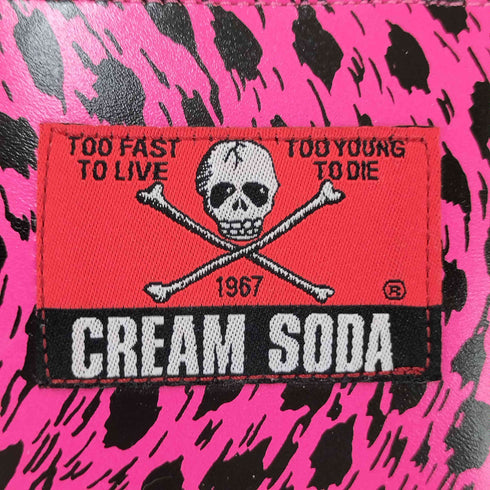 TOO FAST TOO YOUNG
TO LIVE TO DIE
1967 ®
CREAM SODA